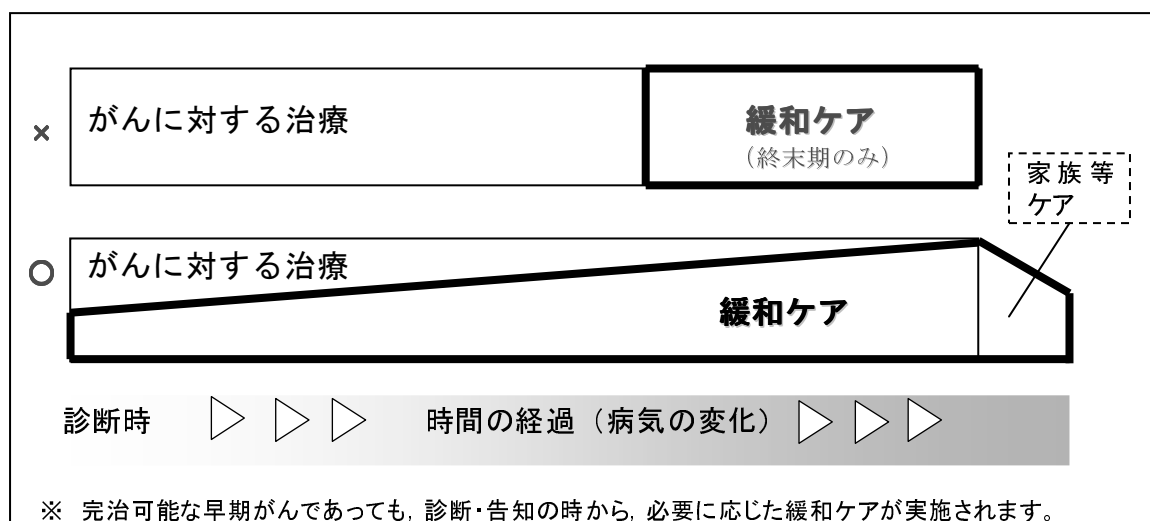 ×
がんに対する治療
緩和ケア
（終末期のみ）
家族等
ケア
○
がんに対する治療
緩和ケア
診断時
時間の経過（病気の変化）
※ 完治可能な早期がんであっても，診断・告知の時から，必要に応じた緩和ケアが実施されます。